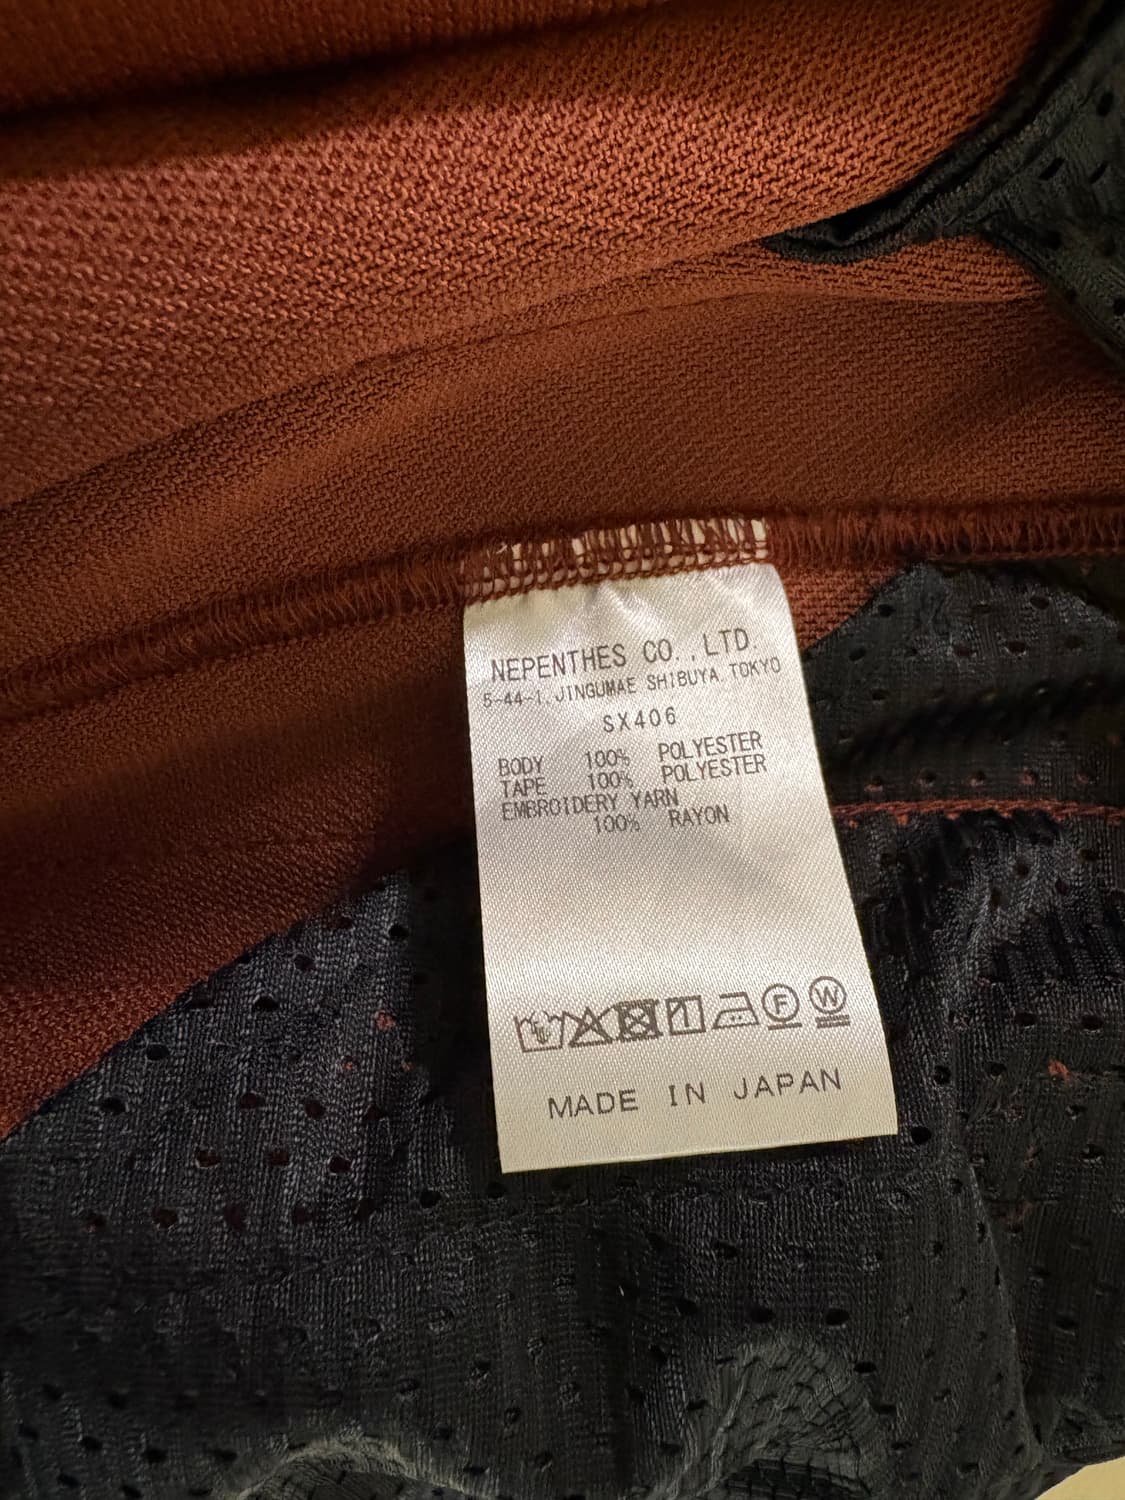 NEPENTHES CO.,LTD.
5-44-1,JINGUMAE SHIBUYA TOKYO
SX406
BODY 100% POLYESTER
TAPE 100% POLYESTER
EMBROIDERY YARN
100% RAYON
F W
MADE IN JAPAN